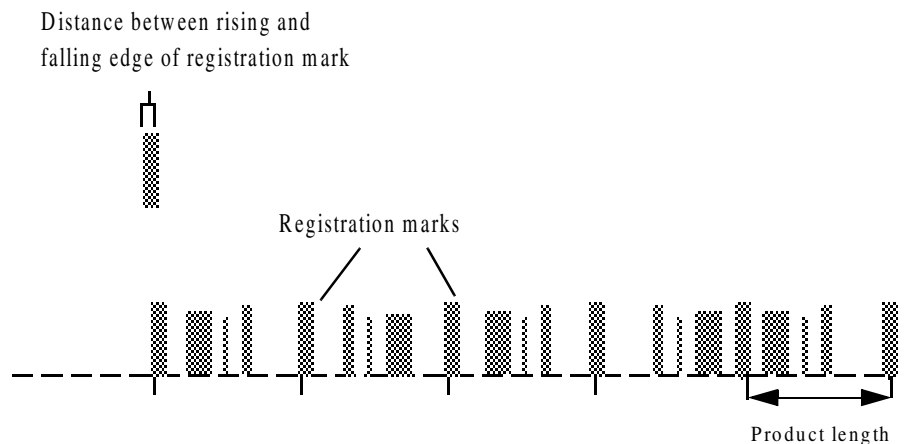 Distance between rising and
falling edge of registration mark
Registration marks
Product length